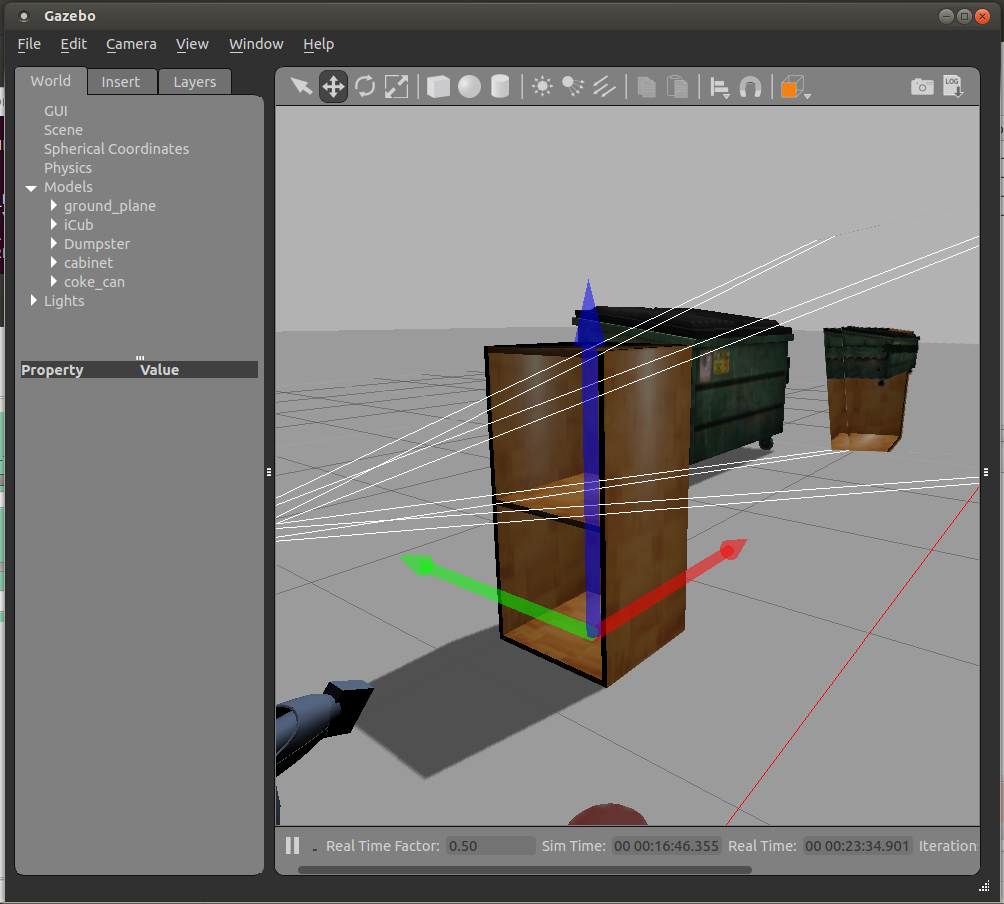 Gazebo
File Edit Camera View Window Help
World Insert Layers
LOG
GUI
Scene
Spherical Coordinates
Physics
Models
ground_plane
iCub
Dumpster
cabinet
coke_can
Lights
Property Value
Real Time Factor: 0.50 Sim Time: 00 00:16:46.355 Real Time: 00 00:23:34.901 Iteration